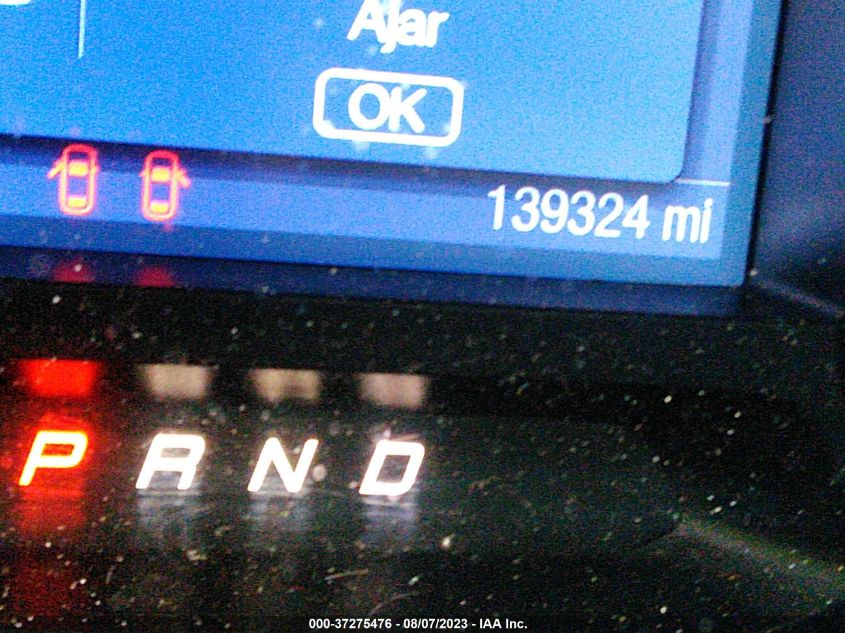 Ajar
OK
139324 mi
P R N D
000-37275476 - 08/07/2023 - IAA Inc.